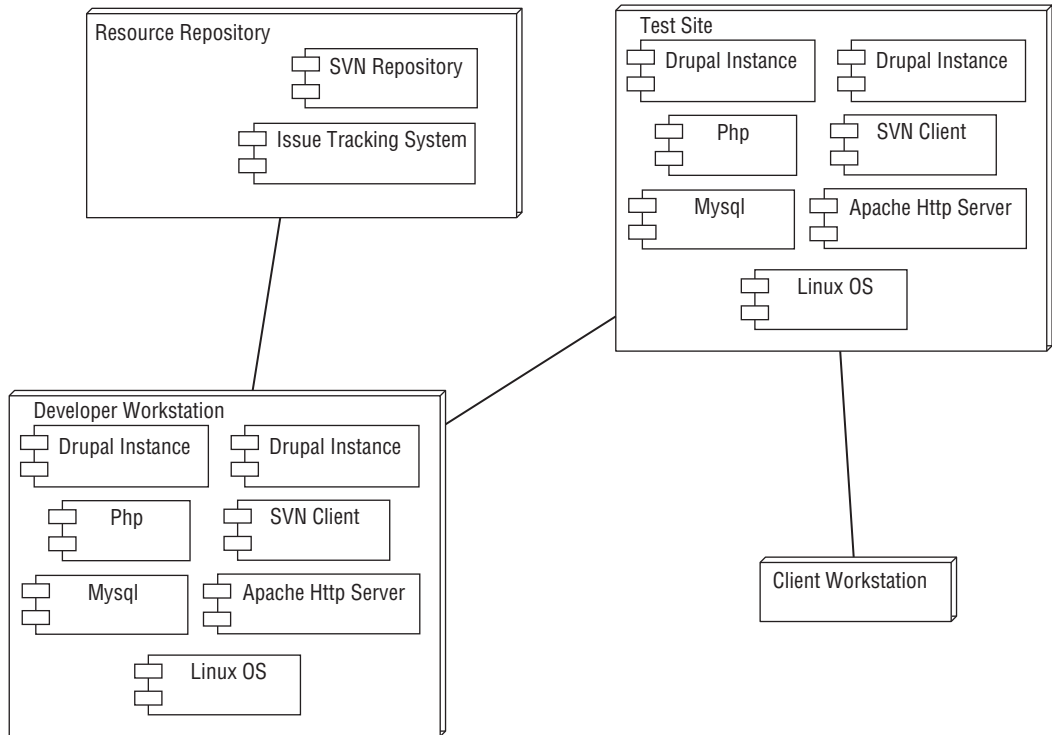 Resource Repository
SVN Repository
Issue Tracking System
Test Site
Drupal Instance
Drupal Instance
Php
SVN Client
Mysql
Apache Http Server
Linux OS
Developer Workstation
Drupal Instance
Drupal Instance
Php
SVN Client
Mysql
Apache Http Server
Linux OS
Client Workstation